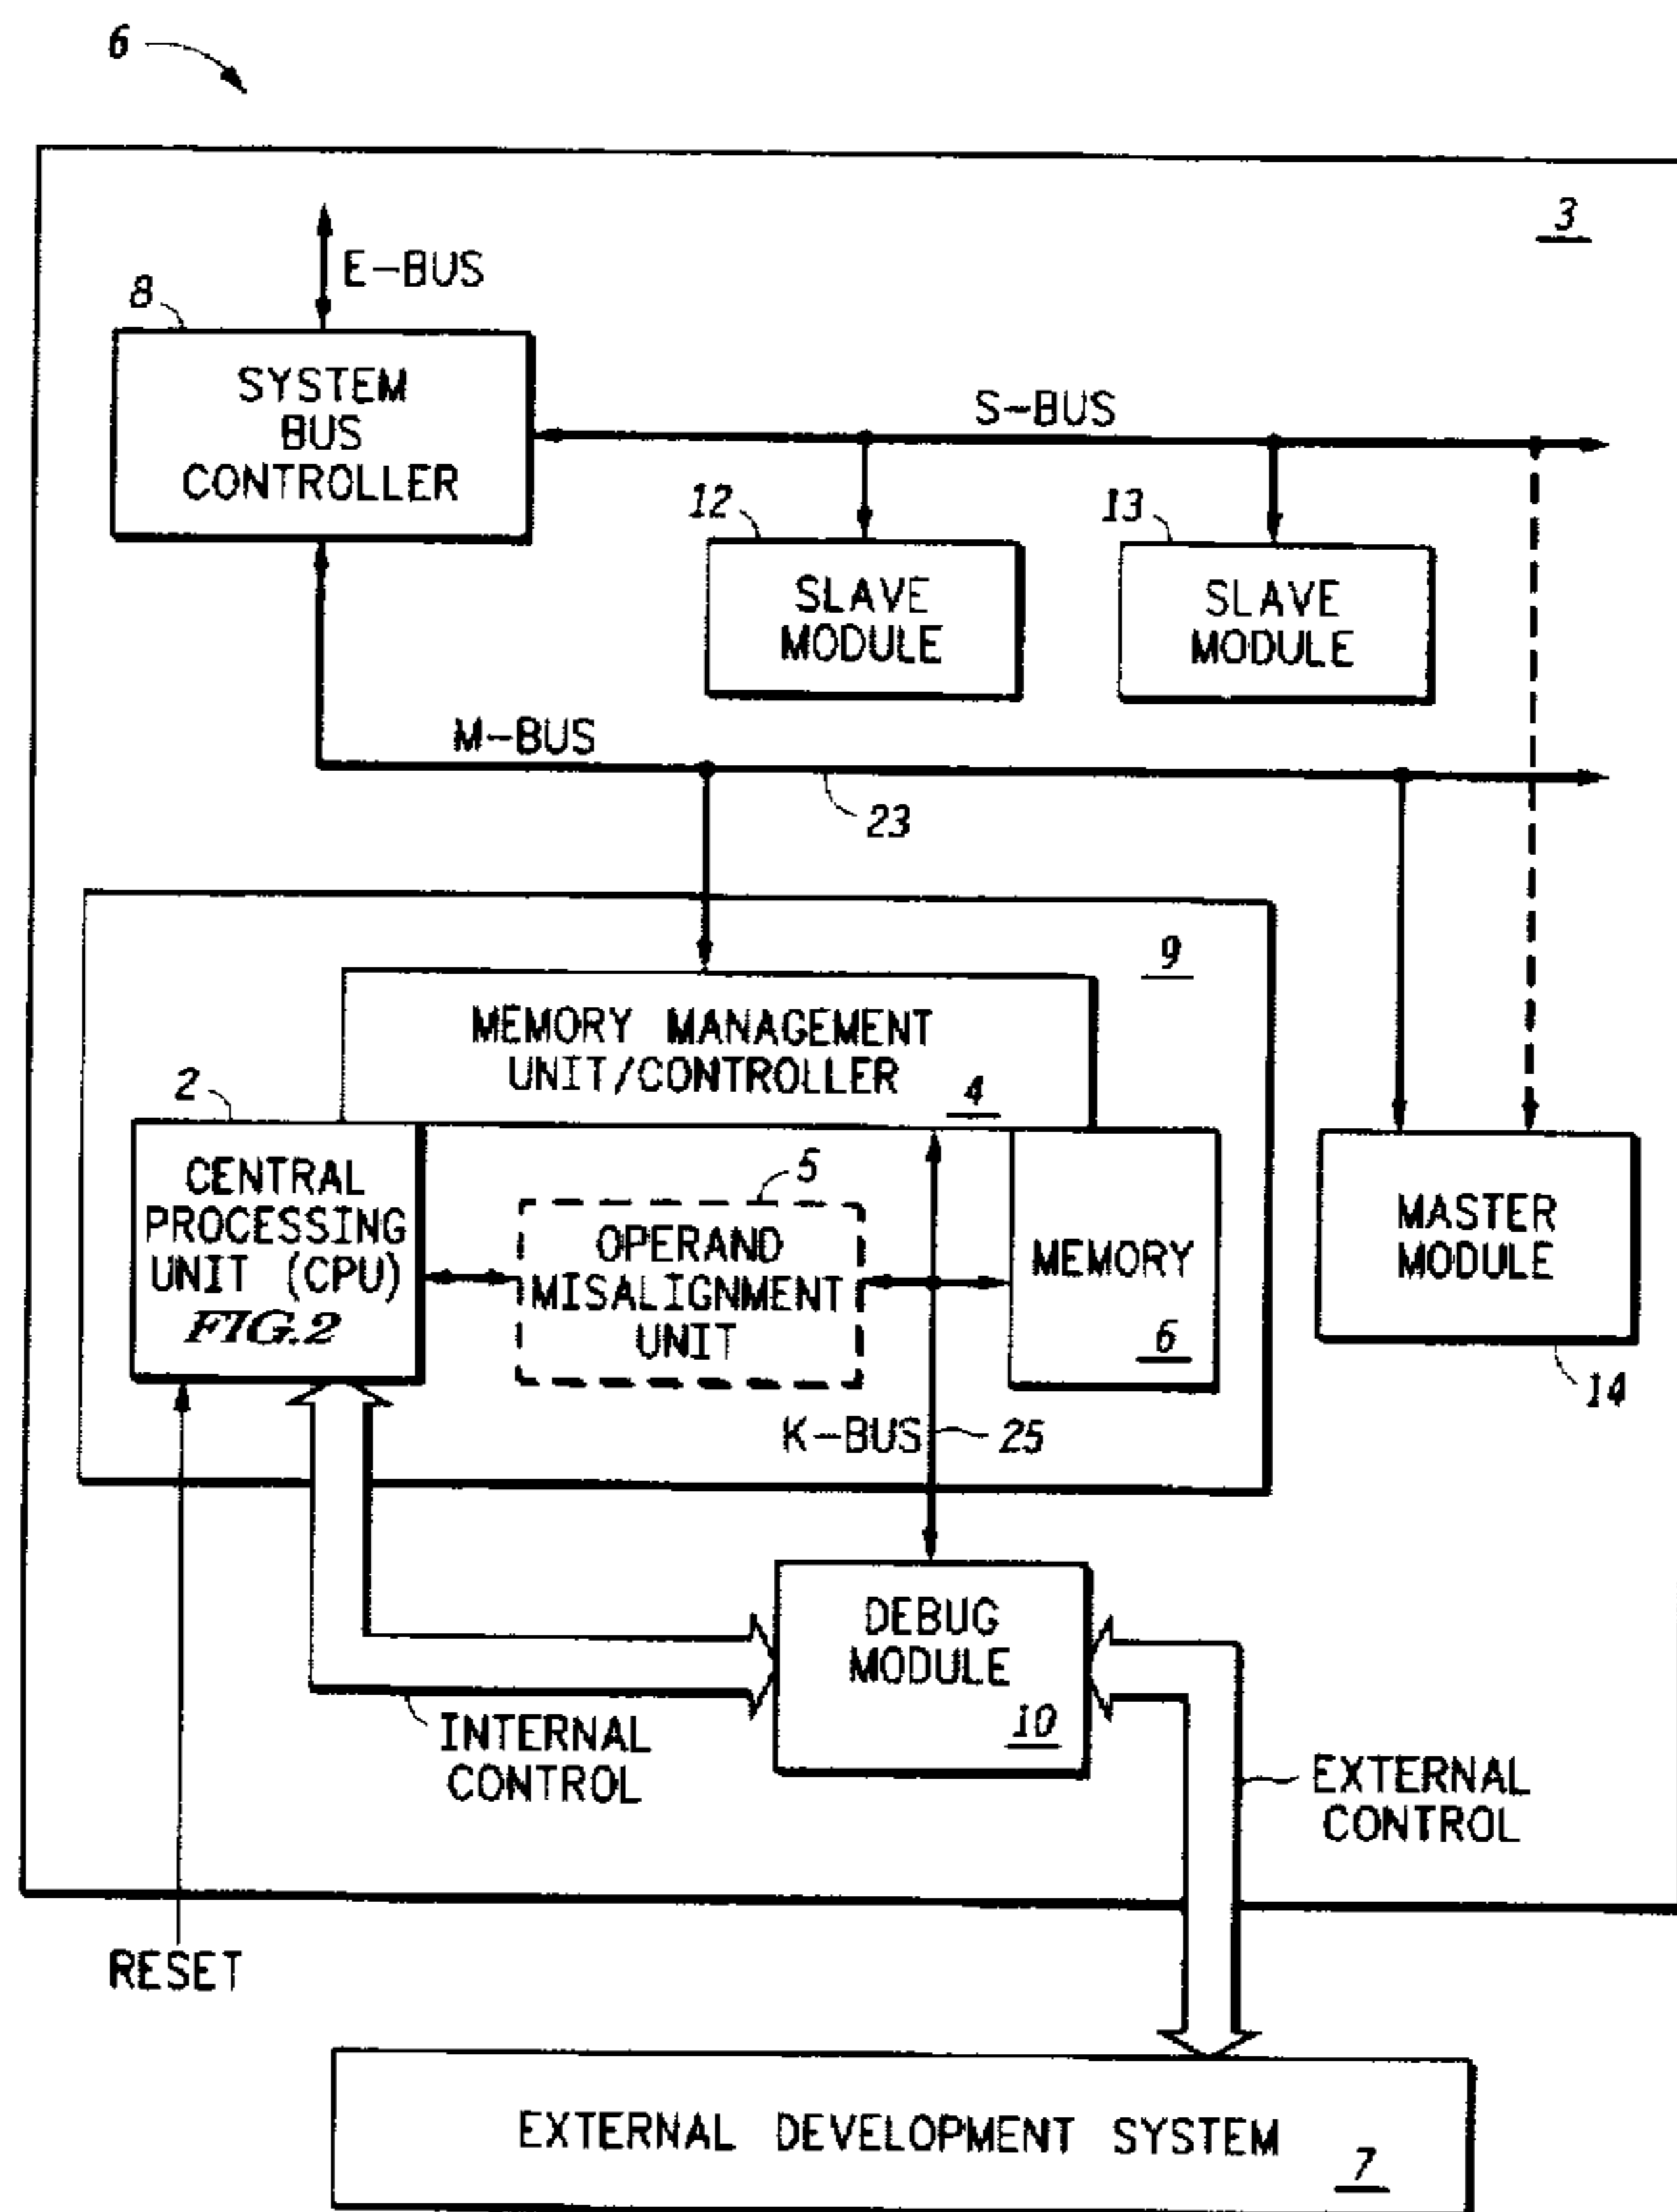 6
3
E-BUS
8
SYSTEM
BUS
CONTROLLER
S-BUS
12
SLAVE
MODULE
13
SLAVE
MODULE
M-BUS
23
9
MEMORY MANAGEMENT
UNIT/CONTROLLER
4
2
CENTRAL
PROCESSING
UNIT (CPU)
FIG.2
5
OPERAND
MISALIGNMENT
UNIT
MEMORY
6
MASTER
MODULE
14
K-BUS
25
DEBUG
MODULE
10
INTERNAL
CONTROL
EXTERNAL
CONTROL
RESET
EXTERNAL DEVELOPMENT SYSTEM
7